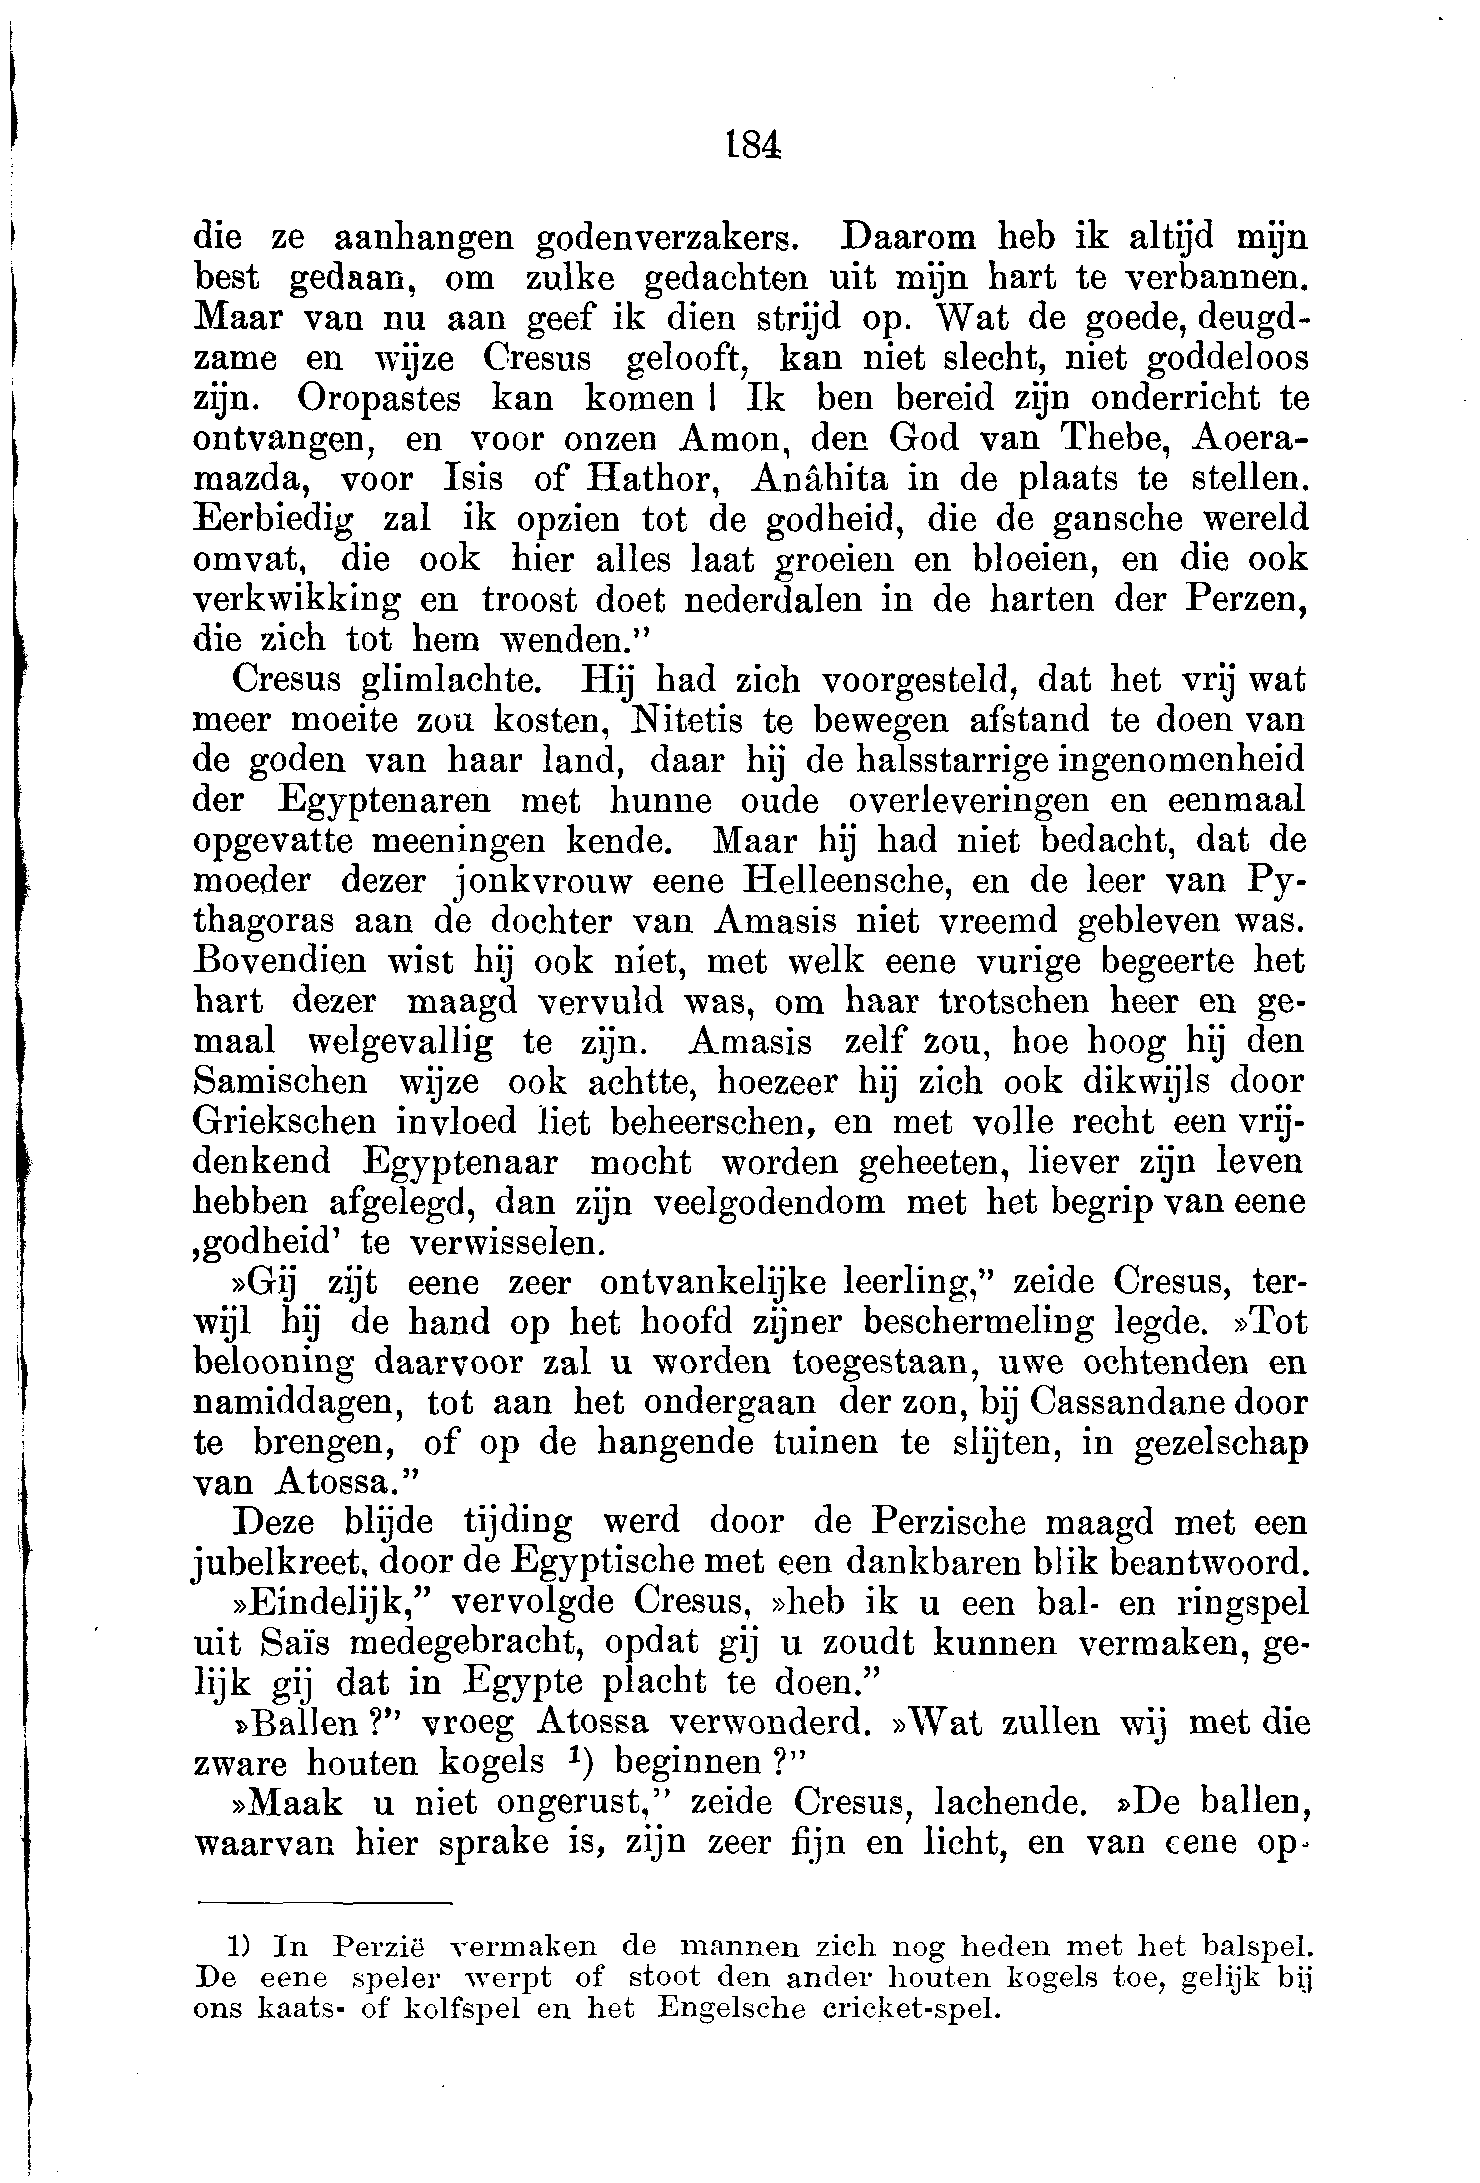 184
die ze aanhangen godenverzakers. Daarom heb ik altijd mijn
best gedaan, om zulke gedachten uit mijn hart te verbannen.
Maar van nu aan geef ik dien strijd op. Wat de goede, deugd-
zame en wijze Cresus gelooft, kan niet slecht, niet goddeloos
zijn. Oropastes kan komen! Ik ben bereid zijn onderricht te
ontvangen, en voor onzen Amon, den God van Thebe, Aoera-
mazda, voor Isis of Hathor, Anâhita in de plaats te stellen.
Eerbiedig zal ik opzien tot de godheid, die de gansche wereld
omvat, die ook hier alles laat groeien en bloeien, en die ook
verkwikking en troost doet nederdalen in de harten der Perzen,
die zich tot hem wenden."
Cresus glimlachte. Hij had zich voorgesteld, dat het vrij wat
meer moeite zou kosten, Nitetis te bewegen afstand te doen van
de goden van haar land, daar hij de halsstarrige ingenomenheid
der Egyptenaren met hunne oude overleveringen en eenmaal
opgevatte meeningen kende. Maar hij had niet bedacht, dat de
moeder dezer jonkvrouw eene Helleensche, en de leer van Py-
thagoras aan de dochter van Amasis niet vreemd gebleven was.
Bovendien wist hij ook niet, met welk eene vurige begeerte het
hart dezer maagd vervuld was, om haar trotschen heer en ge-
maal welgevallig te zijn. Amasis zelf zou, hoe hoog hij den
Samischen wijze ook achtte, hoezeer hij zich ook dikwijls door
Griekschen invloed liet beheerschen, en met volle recht een vrij-
denkend Egyptenaar mocht worden geheeten, liever zijn leven
hebben afgelegd, dan zijn veelgodendom met het begrip van eene
‚godheid' te verwisselen.
»Gij zijt eene zeer ontvankelijke leerling," zeide Cresus, ter-
wijl hij de hand op het hoofd zijner beschermeling legde. »Tot
belooning daarvoor zal u worden toegestaan, uwe ochtenden en
namiddagen, tot aan het ondergaan der zon, bij Cassandane door
te brengen, of op de hangende tuinen te slijten, in gezelschap
van Atossa."
Deze blijde tijding werd door de Perzische maagd met een
jubelkreet, door de Egyptische met een dankbaren blik beantwoord.
»Eindelijk," vervolgde Cresus, »heb ik u een bal- en ringspel
uit Saïs medegebracht, opdat gij u zoudt kunnen vermaken, ge-
lijk gij dat in Egypte placht te doen."
»Ballen?" vroeg Atossa verwonderd. »Wat zullen wij met die
zware houten kogels ¹) beginnen?"
»Maak u niet ongerust," zeide Cresus, lachende. »De ballen,
waarvan hier sprake is, zijn zeer fijn en licht, en van eene op-
1) In Perzië vermaken de mannen zich nog heden met het balspel.
De eene speler werpt of stoot den ander houten kogels toe, gelijk bij
ons kaats- of kolfspel en het Engelsche cricket-spel.